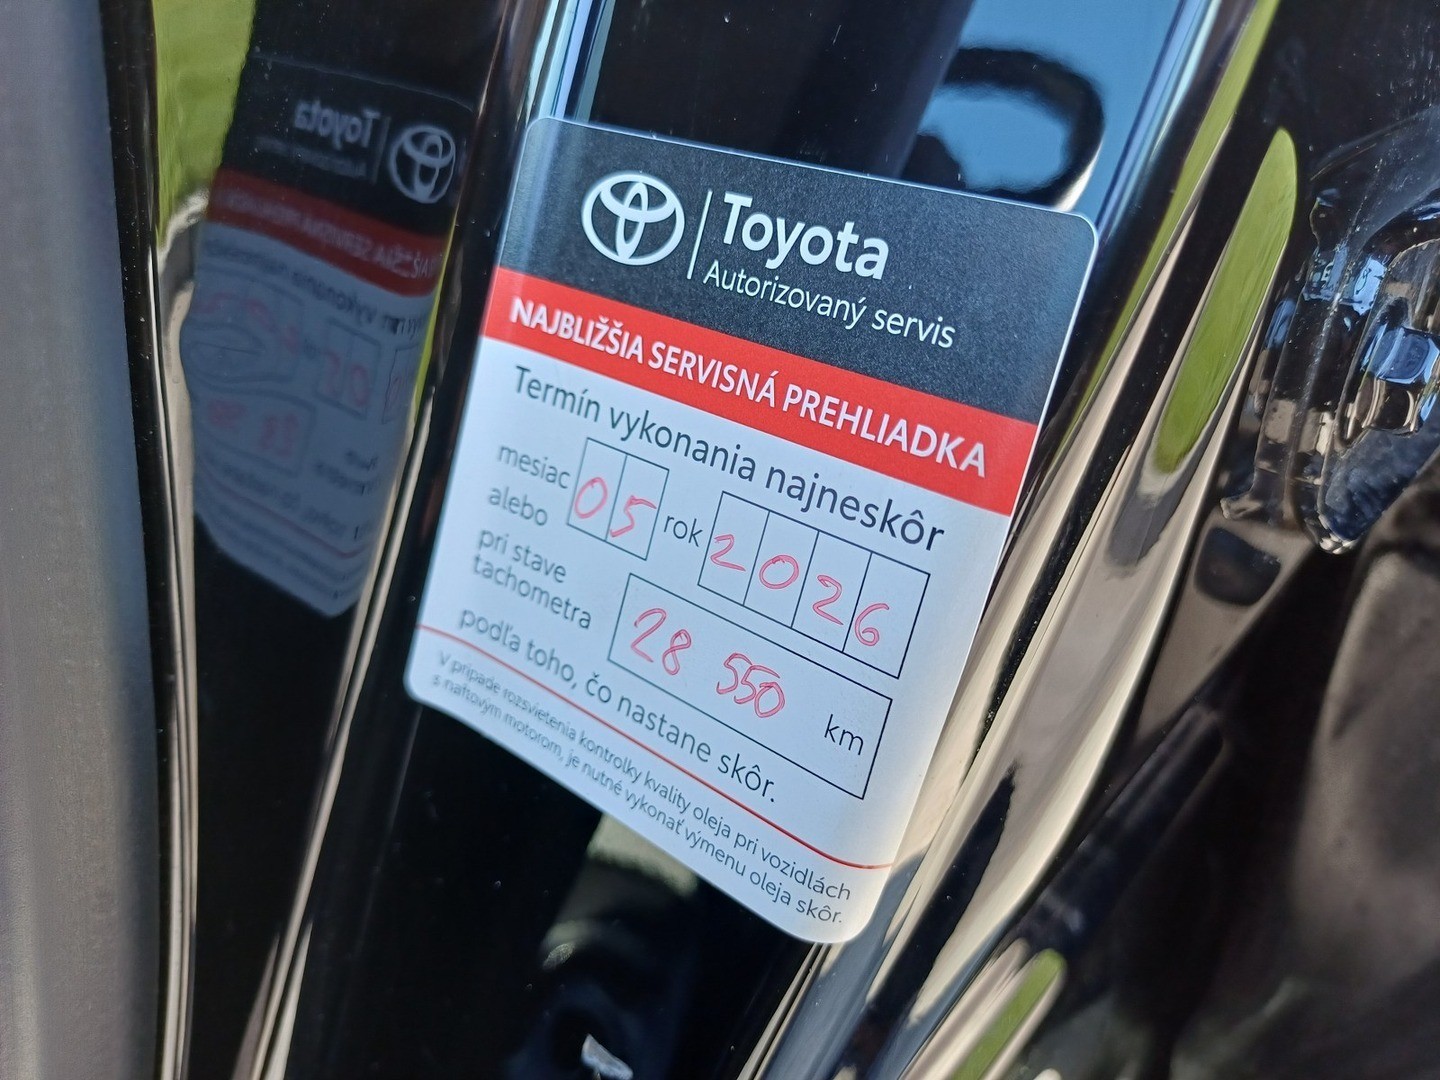 Toyota
Autorizovaný servis
NAJBLIŽŠIA SERVISNÁ PREHLIADKA
Termín vykonania najneskôr
mesiac 05 rok 2026
alebo
pri stave
tachometra 28 550 km
podľa toho, čo nastane skôr.
V prípade rozsvietenia kontrolky kvality oleja pri vozidlách
s naftovým motorom, je nutné vykonať výmenu oleja skôr.